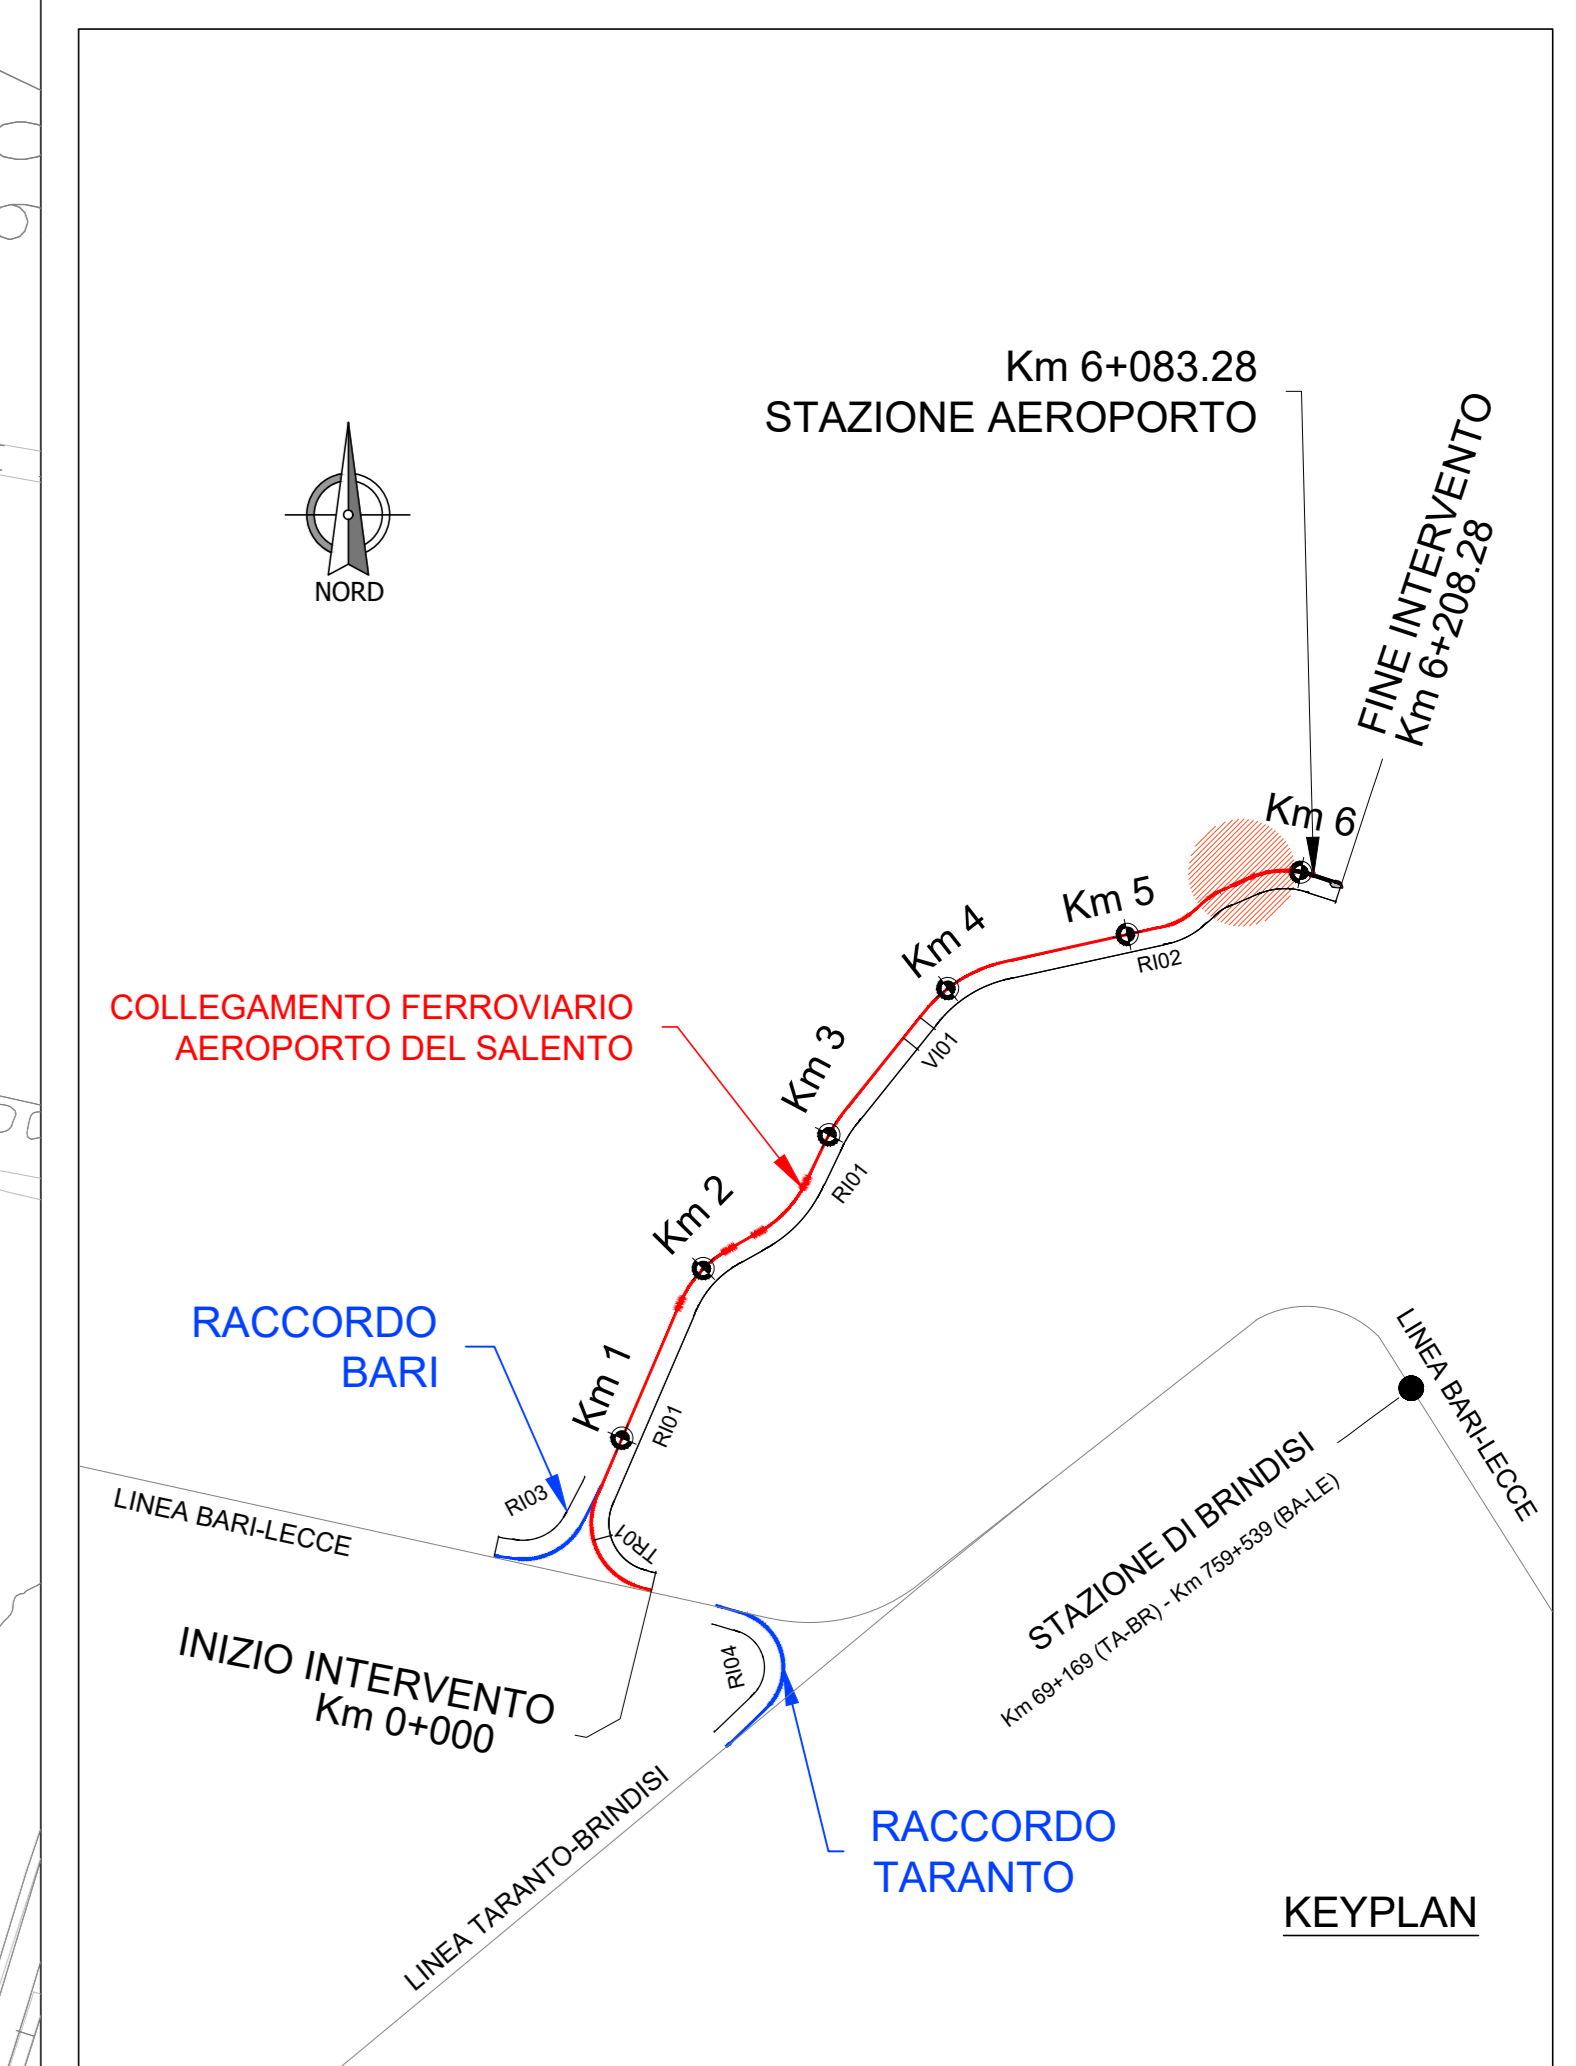 Km 6+083.28
STAZIONE AEROPORTO
FINE INTERVENTO
Km 6+208.28
NORD
Km 6
Km 5
Km 4
RI02
COLLEGAMENTO FERROVIARIO
AEROPORTO DEL SALENTO
Km 3
VI01
Km 2
RI01
RACCORDO
BARI
Km 1
RI01
LINEA BARI-LECCE
RI03
LINEA BARI-LECCE
TR01
STAZIONE DI BRINDISI
Km 69+169 (TA-BR) - Km 759+539 (BA-LE)
INIZIO INTERVENTO
Km 0+000
RI04
LINEA TARANTO-BRINDISI
RACCORDO
TARANTO
KEYPLAN